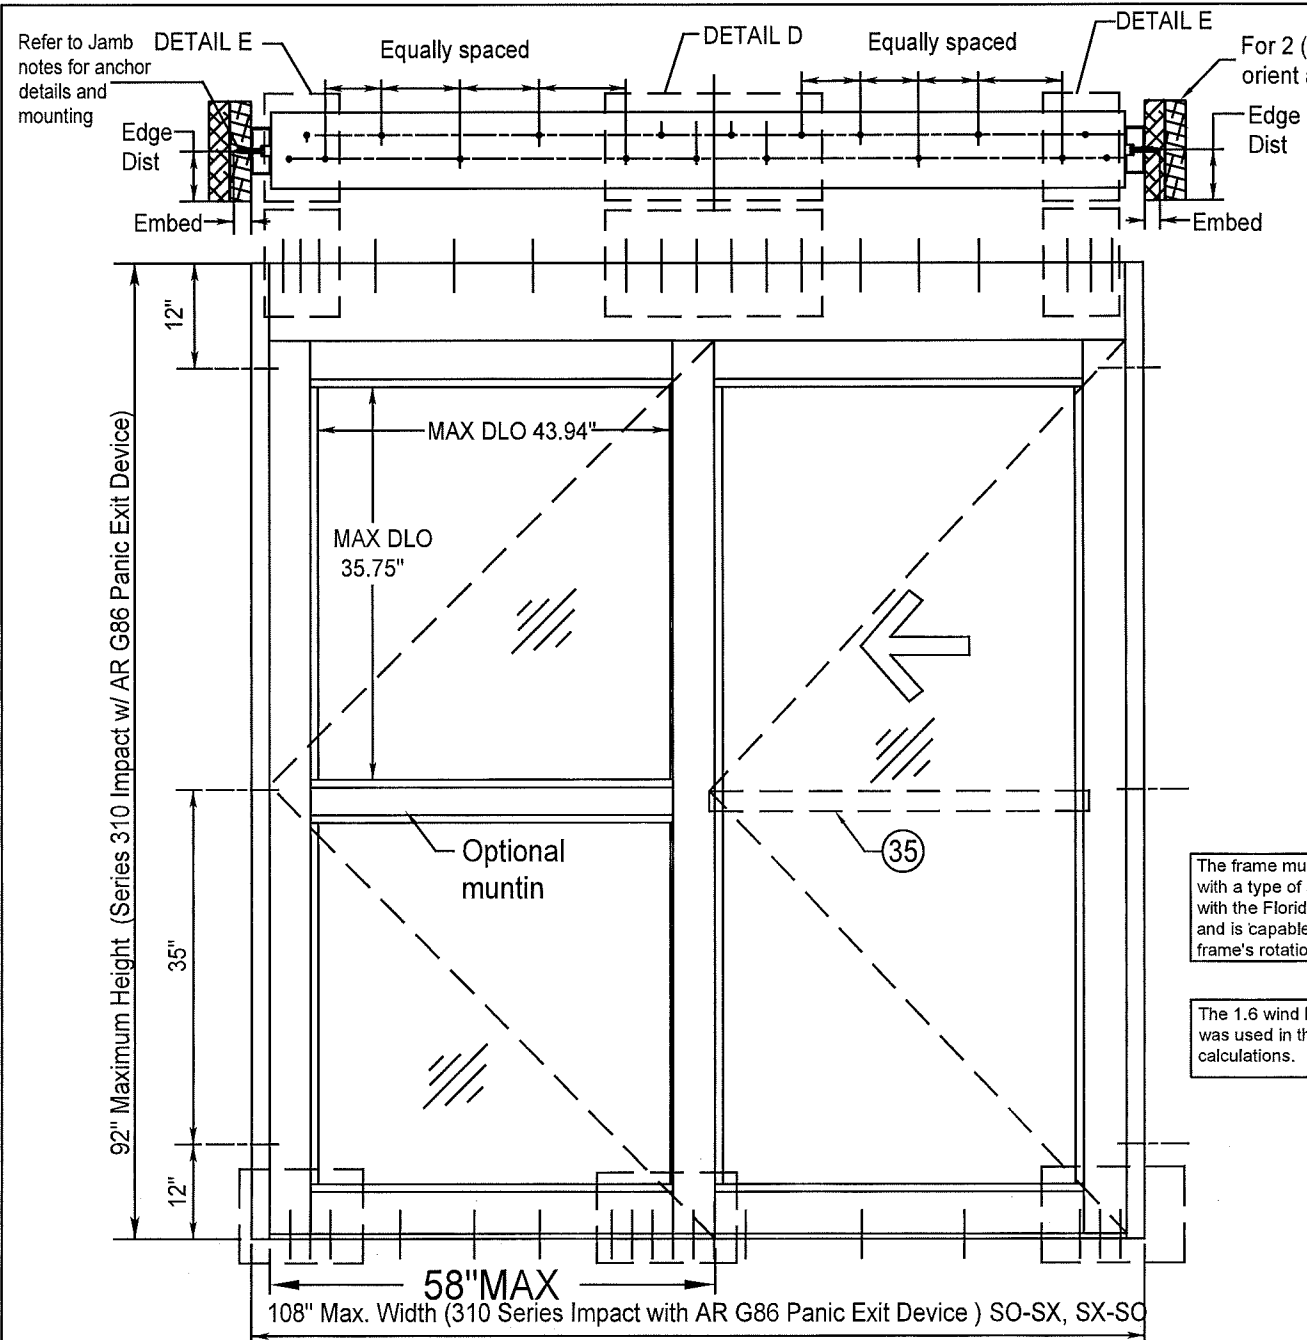 Refer to Jamb
notes for anchor
details and
mounting
DETAIL E
Equally spaced
DETAIL D
Equally spaced
DETAIL E
For 2 (
orient
Edge
Dist
Edge
Dist
Embed
Embed
12"
MAX DLO 43.94"
MAX DLO
35.75"
92" Maximum Height (Series 310 Impact w/ AR G86 Panic Exit Device)
Optional
muntin
35
35"
12"
The frame
with a type of
with the
and is capable
frame's
The 1.6 wind
was used in
calculations.
58"MAX
108" Max. Width (310 Series Impact with AR G86 Panic Exit Device ) SO-SX, SX-SO